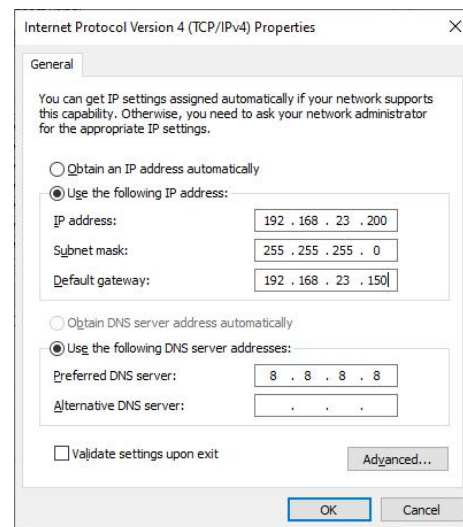 Internet Protocol Version 4 (TCP/IPv4) Properties
General
You can get IP settings assigned automatically if your network supports
this capability. Otherwise, you need to ask your network administrator
for the appropriate IP settings.
Obtain an IP address automatically
Use the following IP address:
IP address: 192 . 168 . 23 . 200
Subnet mask: 255 . 255 . 255 . 0
Default gateway: 192 . 168 . 23 . 150
Obtain DNS server address automatically
Use the following DNS server addresses:
Preferred DNS server: 8 . 8 . 8 . 8
Alternative DNS server: . . .
Validate settings upon exit
Advanced...
OK Cancel